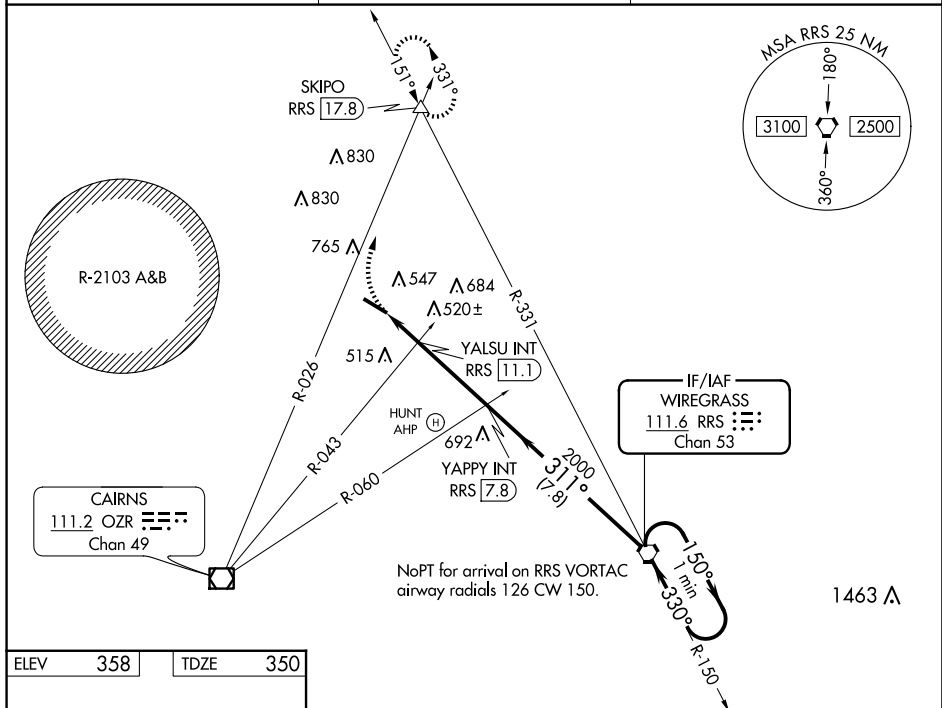 MSA RRS 25 NM
180°
3100
2500
360°
151°
331°
SKIPO
RRS 17.8
830
830
765
R-2103 A&B
547
684
520±
R-331
515
YALSU INT
RRS 11.1
R-026
IF/IAF
WIREGRASS
111.6 RRS
Chan 53
HUNT
AHP
H
692
R-043
YAPPY INT
RRS 7.8
2000
311°
(7.8)
R-060
CAIRNS
111.2 OZR
Chan 49
NoPT for arrival on RRS VORTAC
airway radials 126 CW 150.
150°
1 min
330°
R-150
1463
ELEV 358
TDZE 350